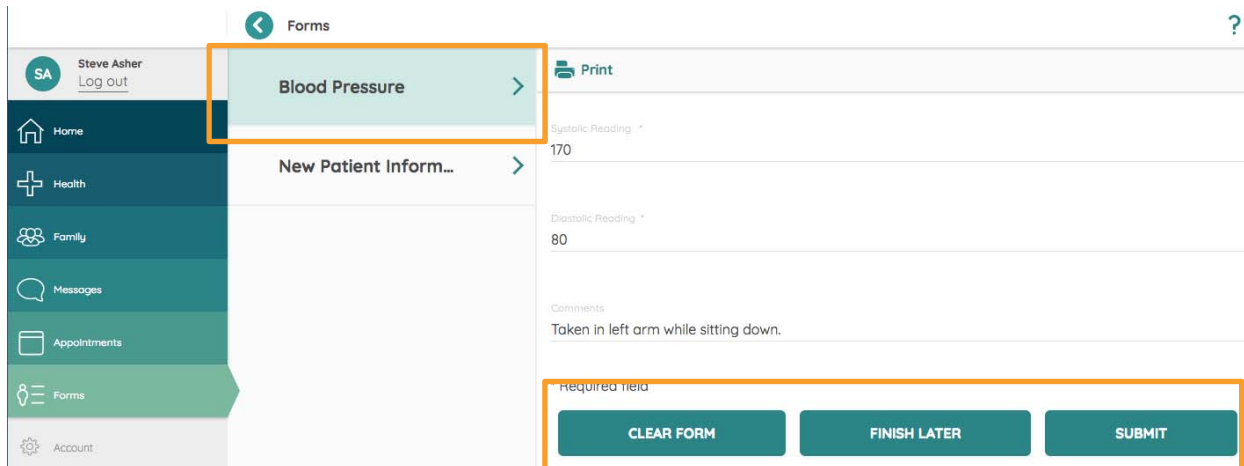 Forms
?
SA
Steve Asher
Log out
Home
Health
Family
Messages
Appointments
Forms
Account
Blood Pressure
New Patient Inform...
Print
Systolic Reading *
170
Diastolic Reading *
80
Comments
Taken in left arm while sitting down.
* Required field
CLEAR FORM
FINISH LATER
SUBMIT